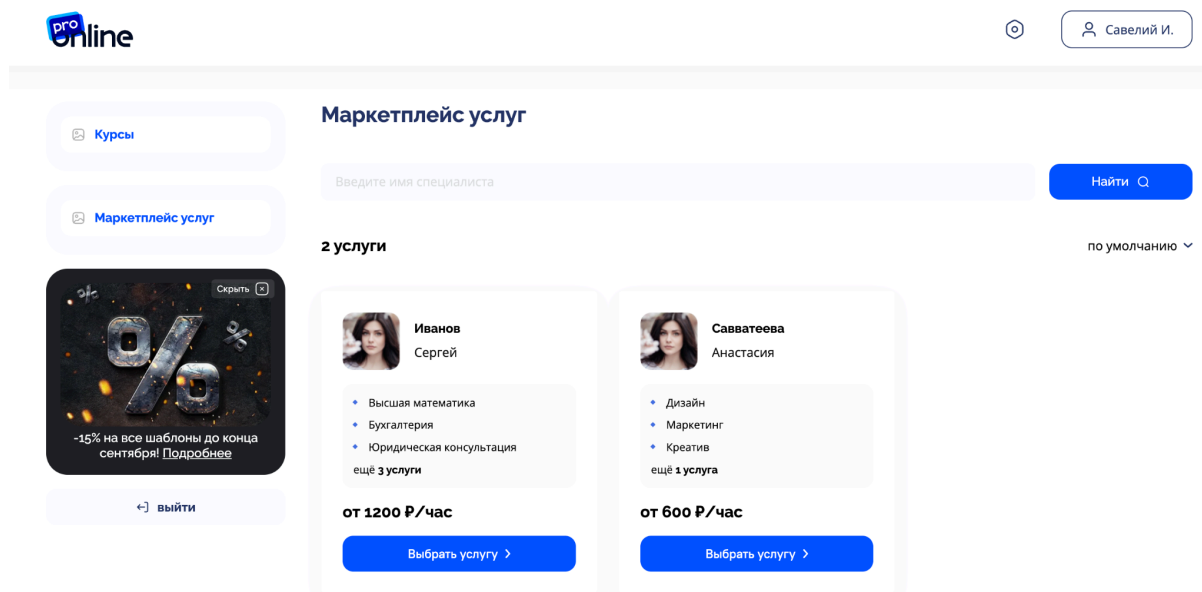 pro
Online
Савелий И.
Курсы
Маркетплейс услуг
Скрыть
-15% на все шаблоны до конца
сентября! Подробнее
выйти
Маркетплейс услуг
Введите имя специалиста
Найти
2 услуги
по умолчанию
Иванов
Сергей
Высшая математика
Бухгалтерия
Юридическая консультация
ещё 3 услуги
от 1200 ₽/час
Выбрать услугу
Савватеева
Анастасия
Дизайн
Маркетинг
Креатив
ещё 1 услуга
от 600 ₽/час
Выбрать услугу